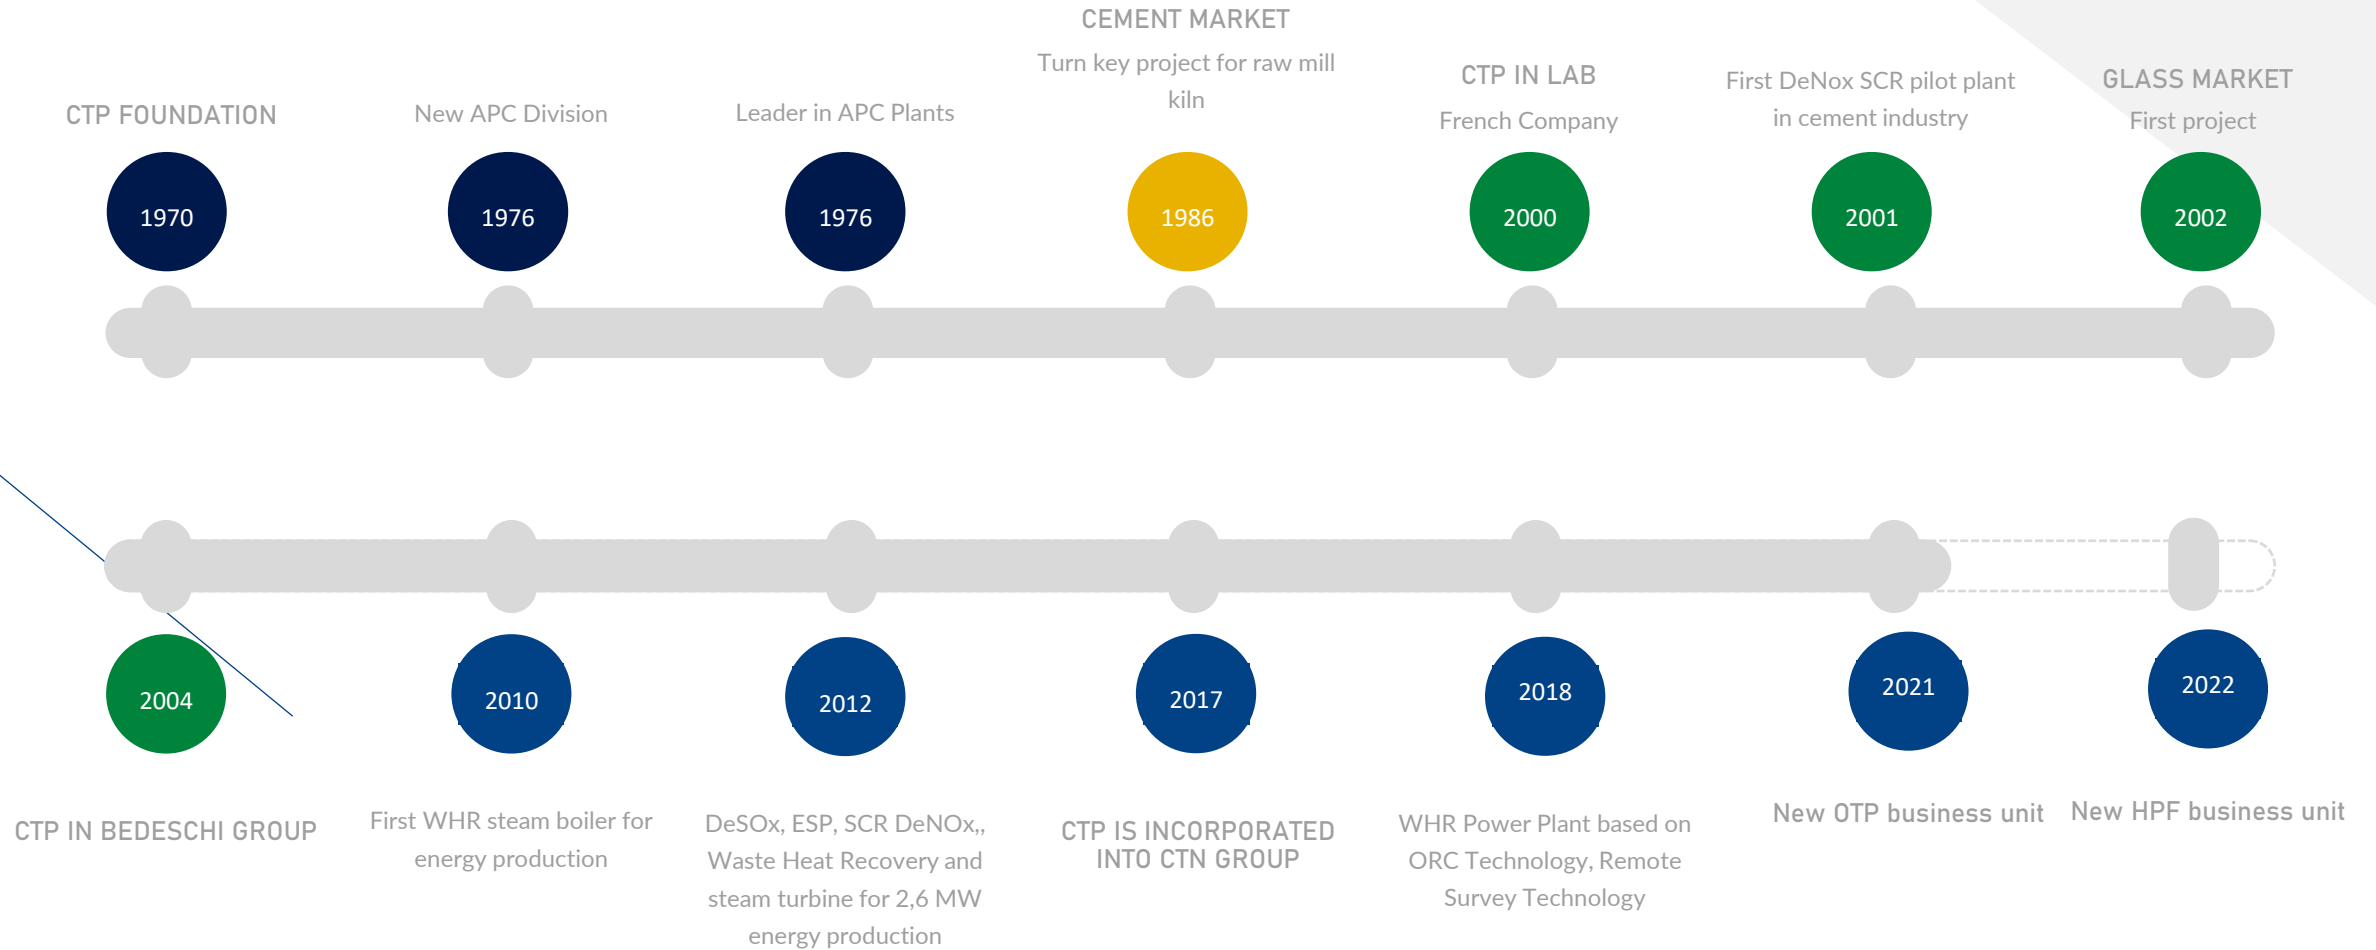 CTP FOUNDATION
1970
New APC Division
1976
Leader in APC Plants
1976
CEMENT MARKET
Turn key project for raw mill
kiln
1986
CTP IN LAB
French Company
2000
First DeNox SCR pilot plant
in cement industry
2001
GLASS MARKET
First project
2002
2004
CTP IN BEDESCHI GROUP
2010
First WHR steam boiler for
energy production
2012
DeSOx, ESP, SCR DeNOx,,
Waste Heat Recovery and
steam turbine for 2,6 MW
energy production
2017
CTP IS INCORPORATED
INTO CTN GROUP
2018
WHR Power Plant based on
ORC Technology, Remote
Survey Technology
2021
New OTP business unit
2022
New HPF business unit